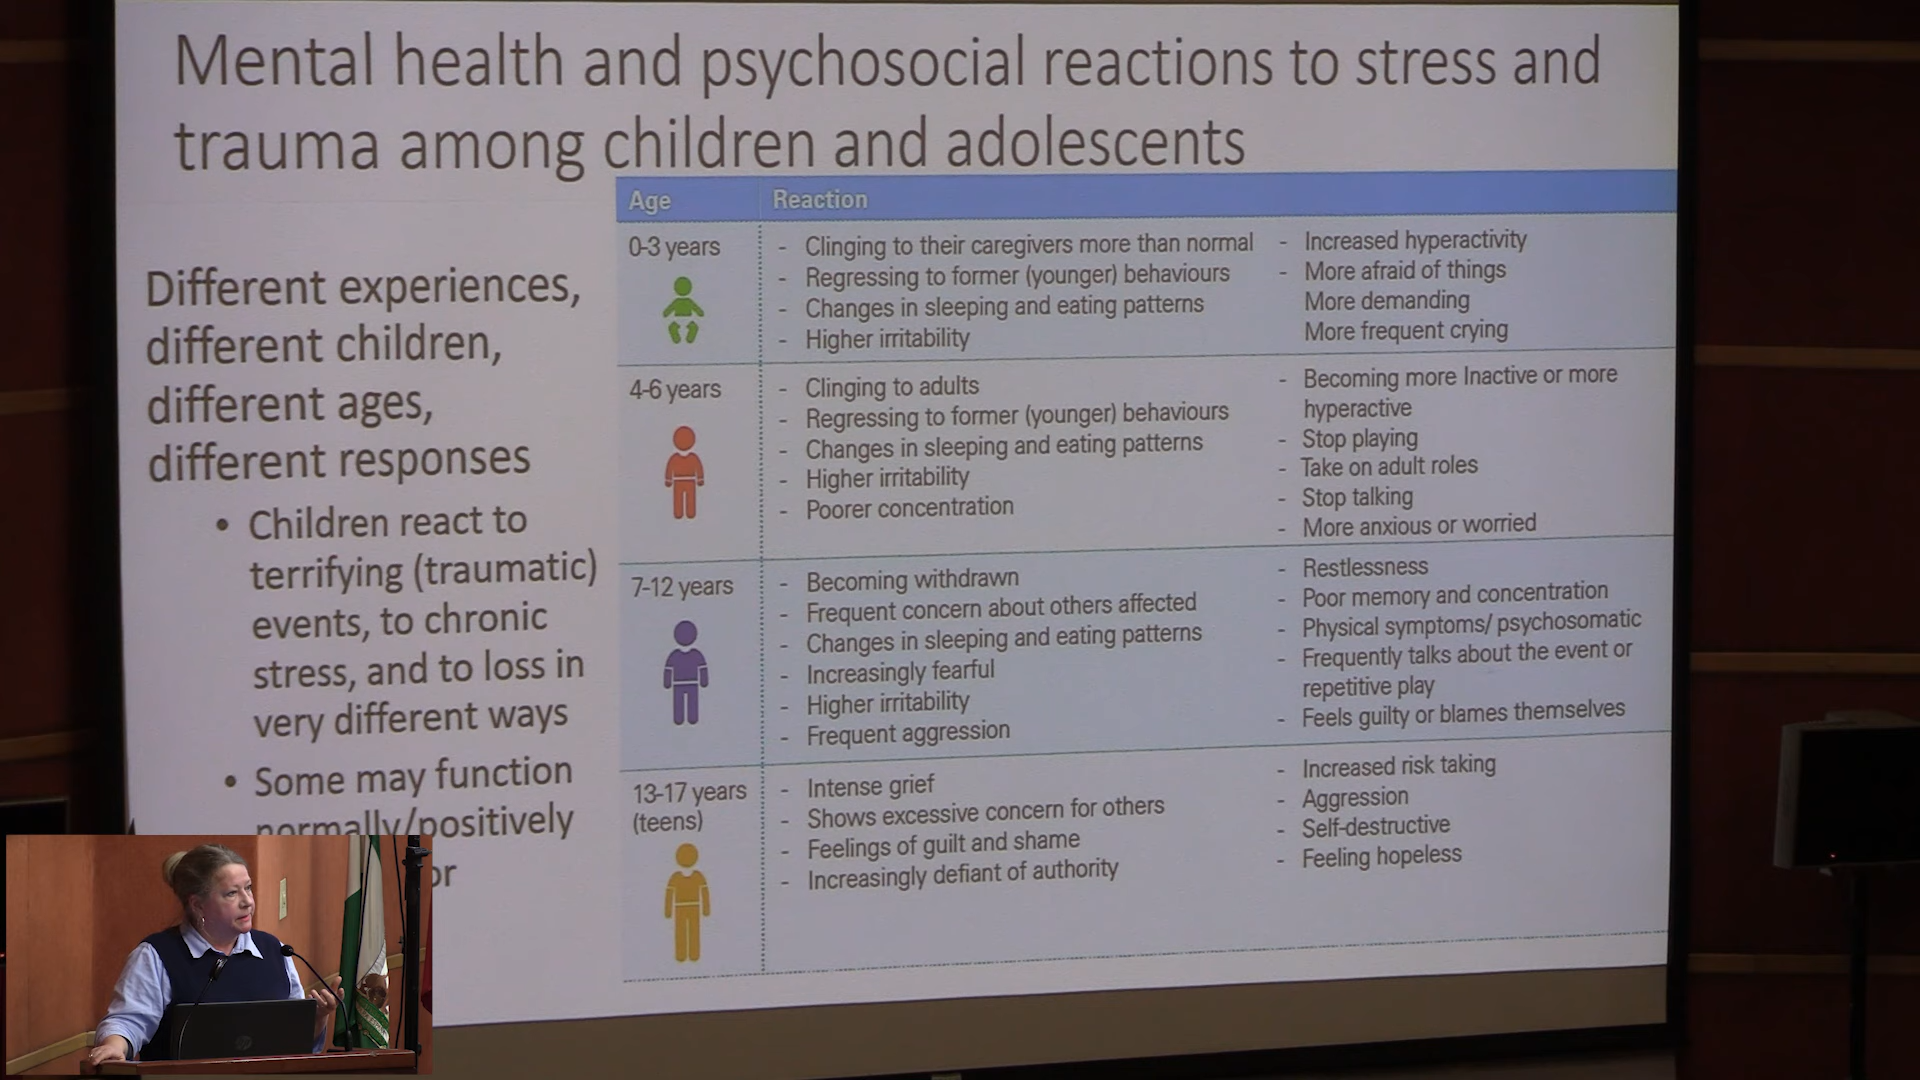 Mental health and psychosocial reactions to stress and
trauma among children and adolescents
Different experiences,
different children,
different ages,
different responses
• Children react to
terrifying (traumatic)
events, to chronic
stress, and to loss in
very different ways
• Some may function
normally/positively
or
Age Reaction
0-3 years
- Clinging to their caregivers more than normal
- Regressing to former (younger) behaviours
- Changes in sleeping and eating patterns
- Higher irritability
- Increased hyperactivity
- More afraid of things
More demanding
More frequent crying
4-6 years
- Clinging to adults
- Regressing to former (younger) behaviours
- Changes in sleeping and eating patterns
- Higher irritability
- Poorer concentration
- Becoming more Inactive or more
hyperactive
- Stop playing
- Take on adult roles
- Stop talking
- More anxious or worried
7-12 years
- Becoming withdrawn
- Frequent concern about others affected
- Changes in sleeping and eating patterns
- Increasingly fearful
- Higher irritability
- Frequent aggression
- Restlessness
- Poor memory and concentration
- Physical symptoms/ psychosomatic
- Frequently talks about the event or
repetitive play
- Feels guilty or blames themselves
13-17 years
(teens)
- Intense grief
- Shows excessive concern for others
- Feelings of guilt and shame
- Increasingly defiant of authority
- Increased risk taking
- Aggression
- Self-destructive
- Feeling hopeless